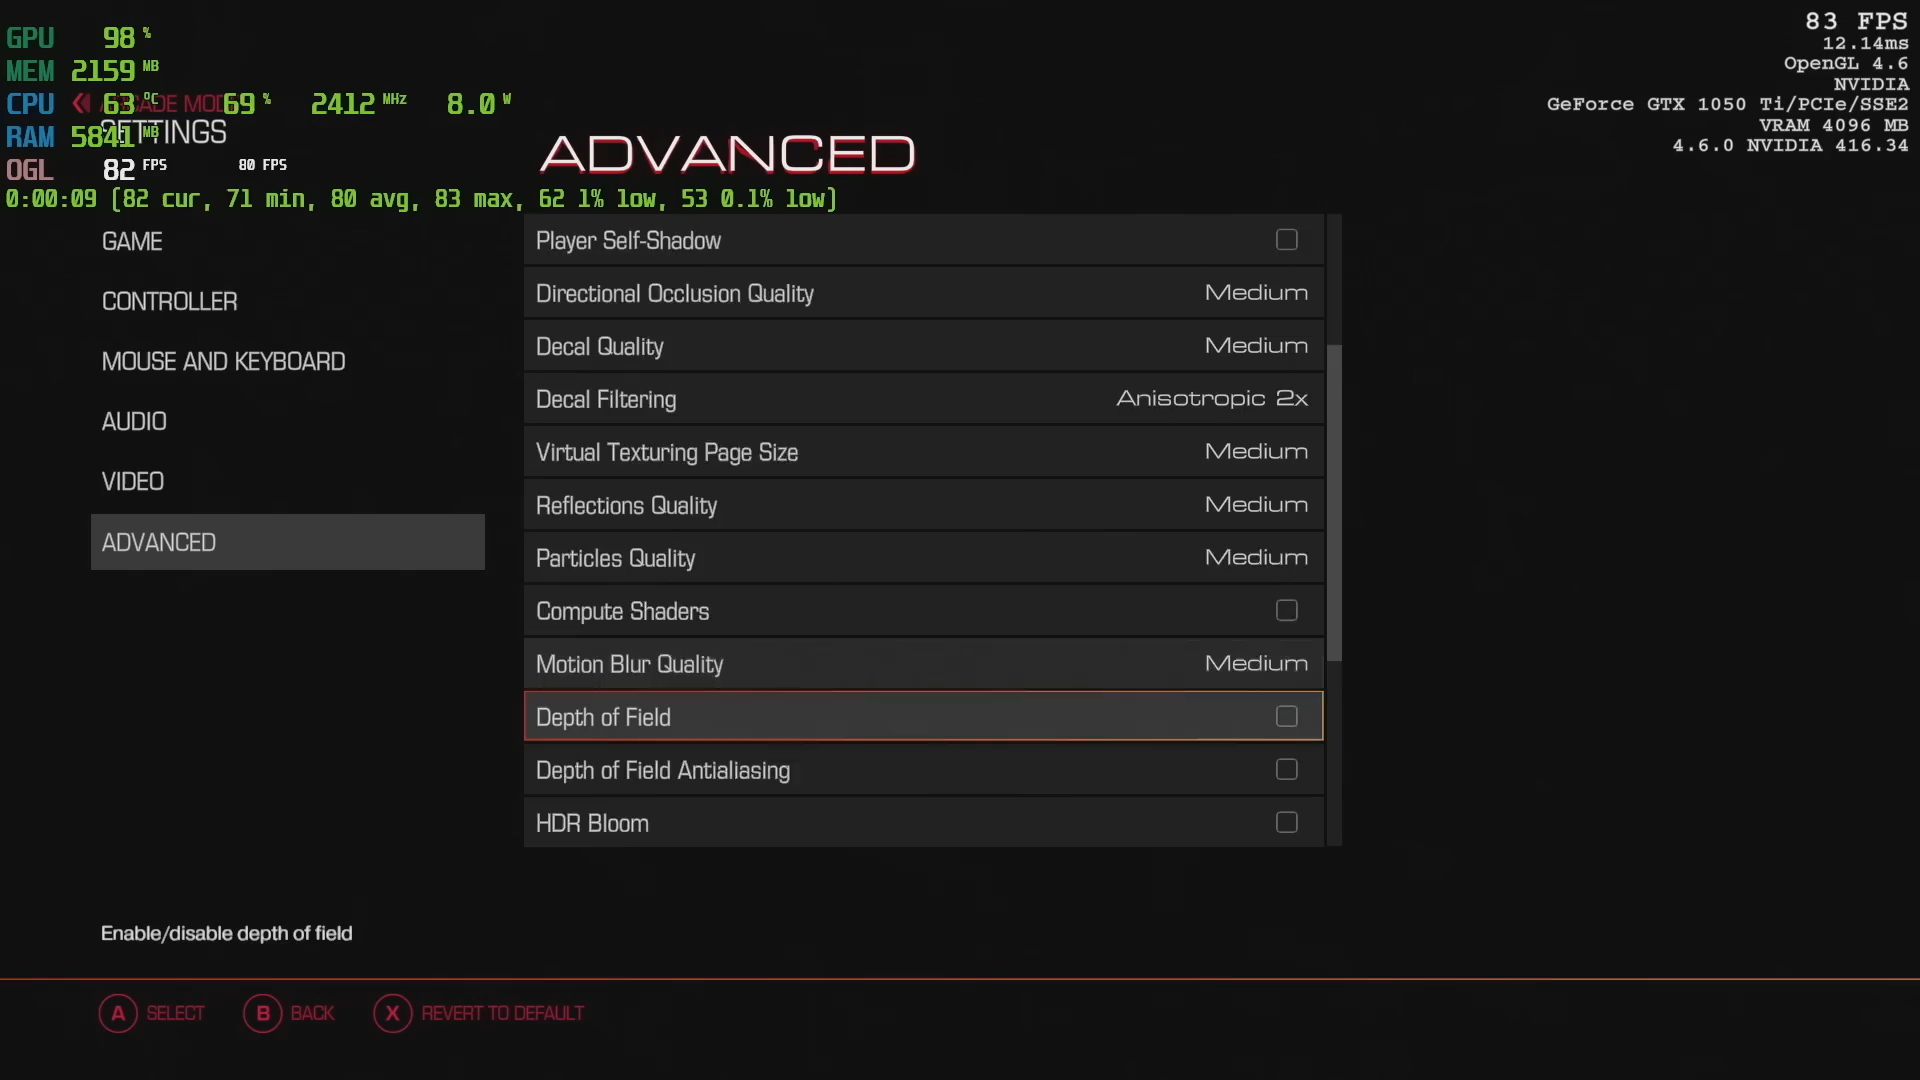 GPU 98 %
MEM 2159 MB
CPU 63 °C 69 % 2412 MHz 8.0 W
RAM 5841 MB
OGL 82 FPS 80 FPS
0:00:09 [82 cur, 71 min, 80 avg, 83 max, 62 1% low, 53 0.1% low]
83 FPS
12.14ms
OpenGL 4.6
NVIDIA
GeForce GTX 1050 Ti/PCIe/SSE2
VRAM 4096 MB
4.6.0 NVIDIA 416.34
ARCADE MODE
SETTINGS
GAME
CONTROLLER
MOUSE AND KEYBOARD
AUDIO
VIDEO
ADVANCED
ADVANCED
Player Self-Shadow
Directional Occlusion Quality Medium
Decal Quality Medium
Decal Filtering Anisotropic 2x
Virtual Texturing Page Size Medium
Reflections Quality Medium
Particles Quality Medium
Compute Shaders
Motion Blur Quality Medium
Depth of Field
Depth of Field Antialiasing
HDR Bloom
Enable/disable depth of field
A SELECT B BACK X REVERT TO DEFAULT